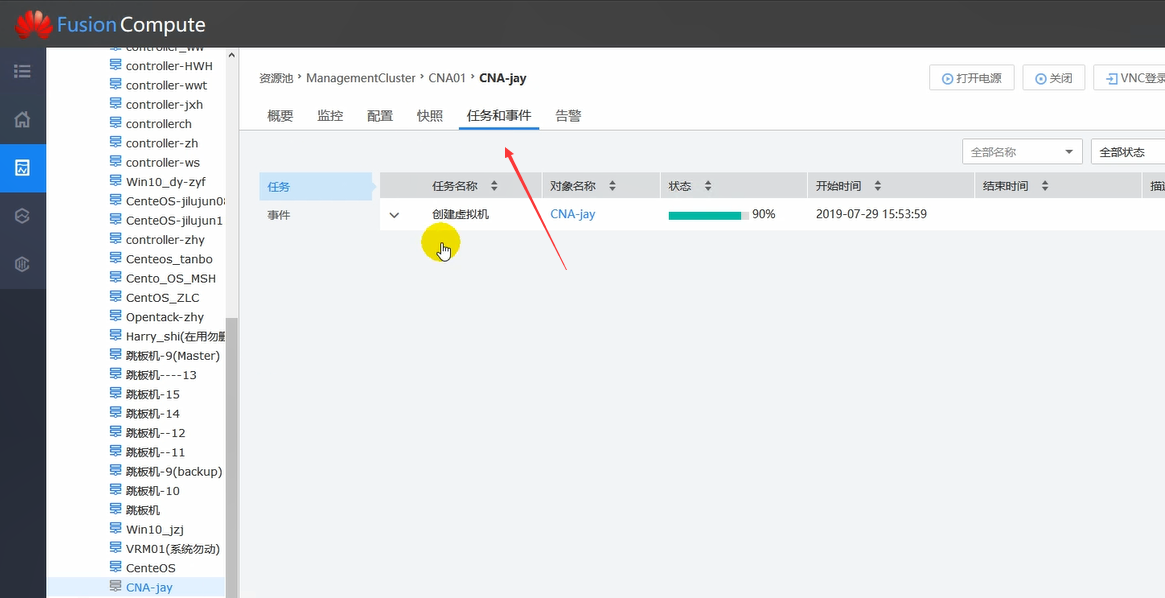 FusionCompute
controller_ww
controller-HWH
controller-wwt
controller-jxh
controllerch
controller-zh
controller-ws
Win10_dy-zyf
CenteOS-jilujun0
CenteOS-jilujun1
controller-zhy
Centeos_tanbo
Cento_OS_MSH
CentOS_ZLC
Opentack-zhy
Harry_shi(在用勿删
跳板机-9(Master)
跳板机----13
跳板机-15
跳板机-14
跳板机--12
跳板机--11
跳板机-9(backup)
跳板机-10
跳板机
Win10_jzj
VRM01(系统勿动)
CenteOS
CNA-jay
资源池 › ManagementCluster › CNA01 › CNA-jay
打开电源 关闭 VNC登录
概要 监控 配置 快照 任务和事件 告警
全部名称 全部状态
任务
事件
任务名称 对象名称 状态 开始时间 结束时间 描述
创建虚拟机 CNA-jay 90% 2019-07-29 15:53:59